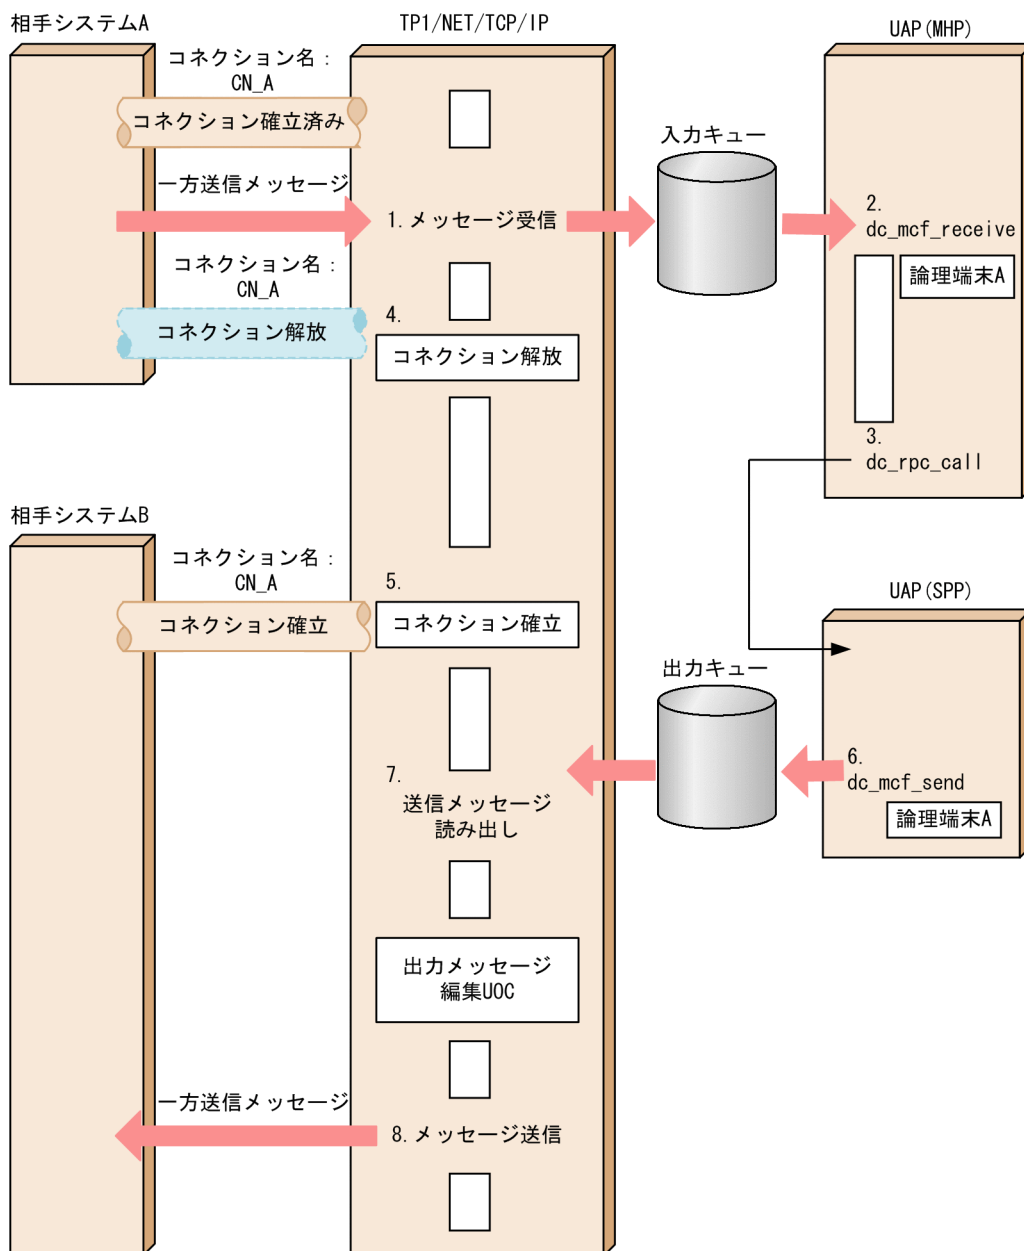 相手システムA
TP1/NET/TCP/IP
UAP(MHP)
コネクション名：
CN_A
コネクション確立済み
入力キュー
一方送信メッセージ
1.メッセージ受信
2.
dc_mcf_receive
論理端末A
コネクション名：
CN_A
コネクション解放
4.
コネクション解放
3.
dc_rpc_call
相手システムB
コネクション名：
CN_A
コネクション確立
5.
コネクション確立
UAP(SPP)
出力キュー
6.
dc_mcf_send
論理端末A
7.
送信メッセージ
読み出し
出力メッセージ
編集UOC
一方送信メッセージ
8.メッセージ送信